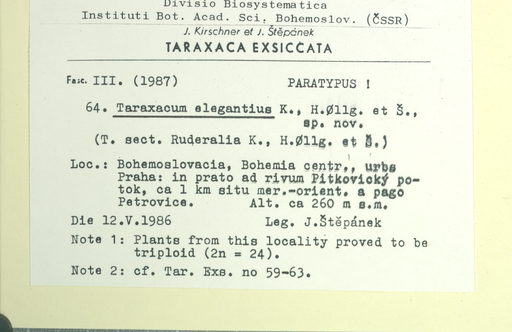 Divisio Biosystematica
Instituti Bot. Acad. Sci. Bohemoslov. (ČSSR)
J. Kirschner et J. Štěpánek
TARAXACA EXSICCATA
Fasc. III. (1987) PARATYPUS !
64. Taraxacum elegantius K., H.Øllg. et Š.,
sp. nov.
(T. sect. Ruderalia K., H.Øllg. et Š.)
Loc.: Bohemoslovacia, Bohemia centr., urbs
Praha: in prato ad rivum Pitkovický po-
tok, ca 1 km situ mer.-orient. a pago
Petrovice. Alt. ca 260 m s.m.
Die 12.V.1986 Leg. J.Štěpánek
Note 1: Plants from this locality proved to be
triploid (2n = 24).
Note 2: cf. Tar. Exs. no 59-63.